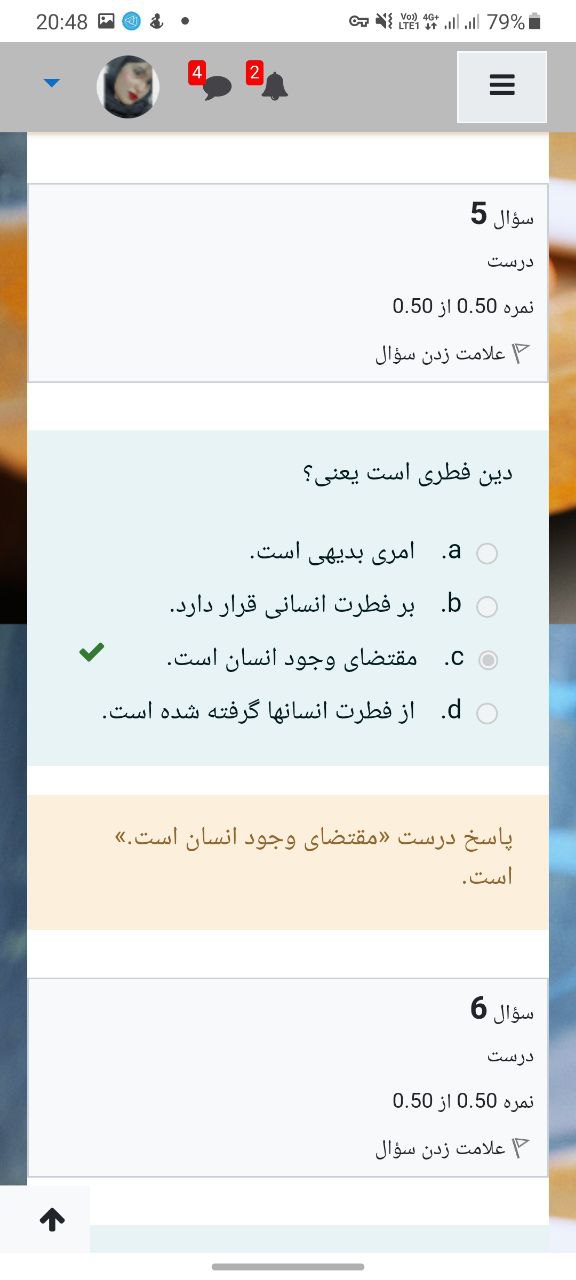 20:48
Vo)) LTE1 4G+ 79%
4 2
سؤال 5
درست
نمره 0.50 از 0.50
علامت زدن سؤال
دین فطری است یعنی؟
a. امری بدیهی است.
b. بر فطرت انسانی قرار دارد.
c. مقتضای وجود انسان است.
d. از فطرت انسانها گرفته شده است.
پاسخ درست «مقتضای وجود انسان است.»
است.
سؤال 6
درست
نمره 0.50 از 0.50
علامت زدن سؤال